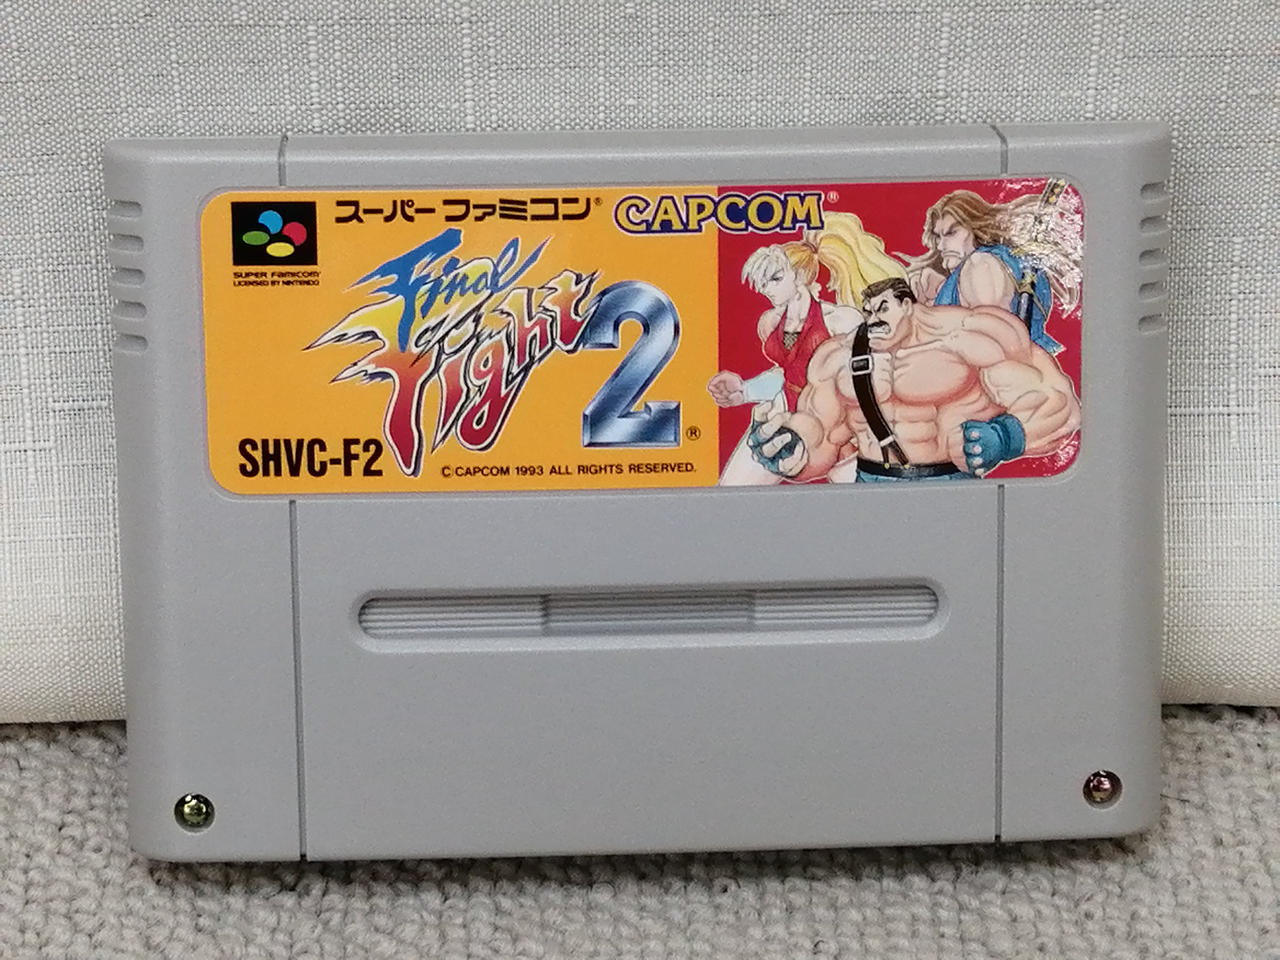 スーパーファミコン®
CAPCOM®
SUPER FAMICOM
LICENSED BY NINTENDO
Final
Fight 2®
SHVC-F2
©CAPCOM 1993 ALL RIGHTS RESERVED.